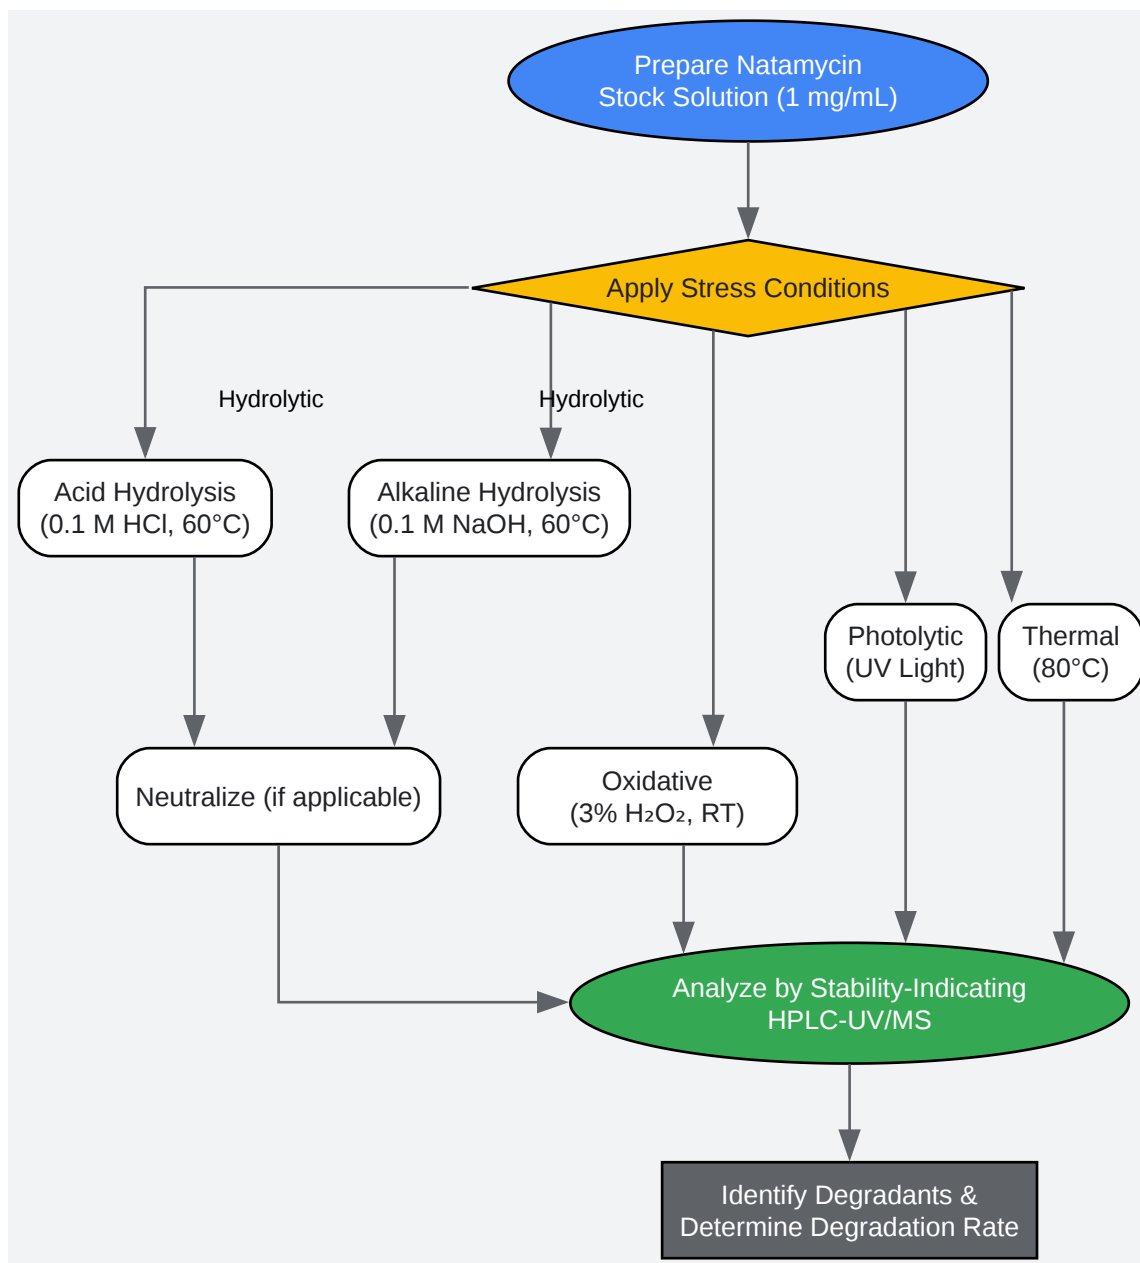 Prepare Natamycin
Stock Solution (1 mg/mL)
Apply Stress Conditions
Hydrolytic
Hydrolytic
Acid Hydrolysis
(0.1 M HCl, 60°C)
Alkaline Hydrolysis
(0.1 M NaOH, 60°C)
Photolytic
(UV Light)
Thermal
(80°C)
Neutralize (if applicable)
Oxidative
(3% H₂O₂, RT)
Analyze by Stability-Indicating
HPLC-UV/MS
Identify Degradants &
Determine Degradation Rate